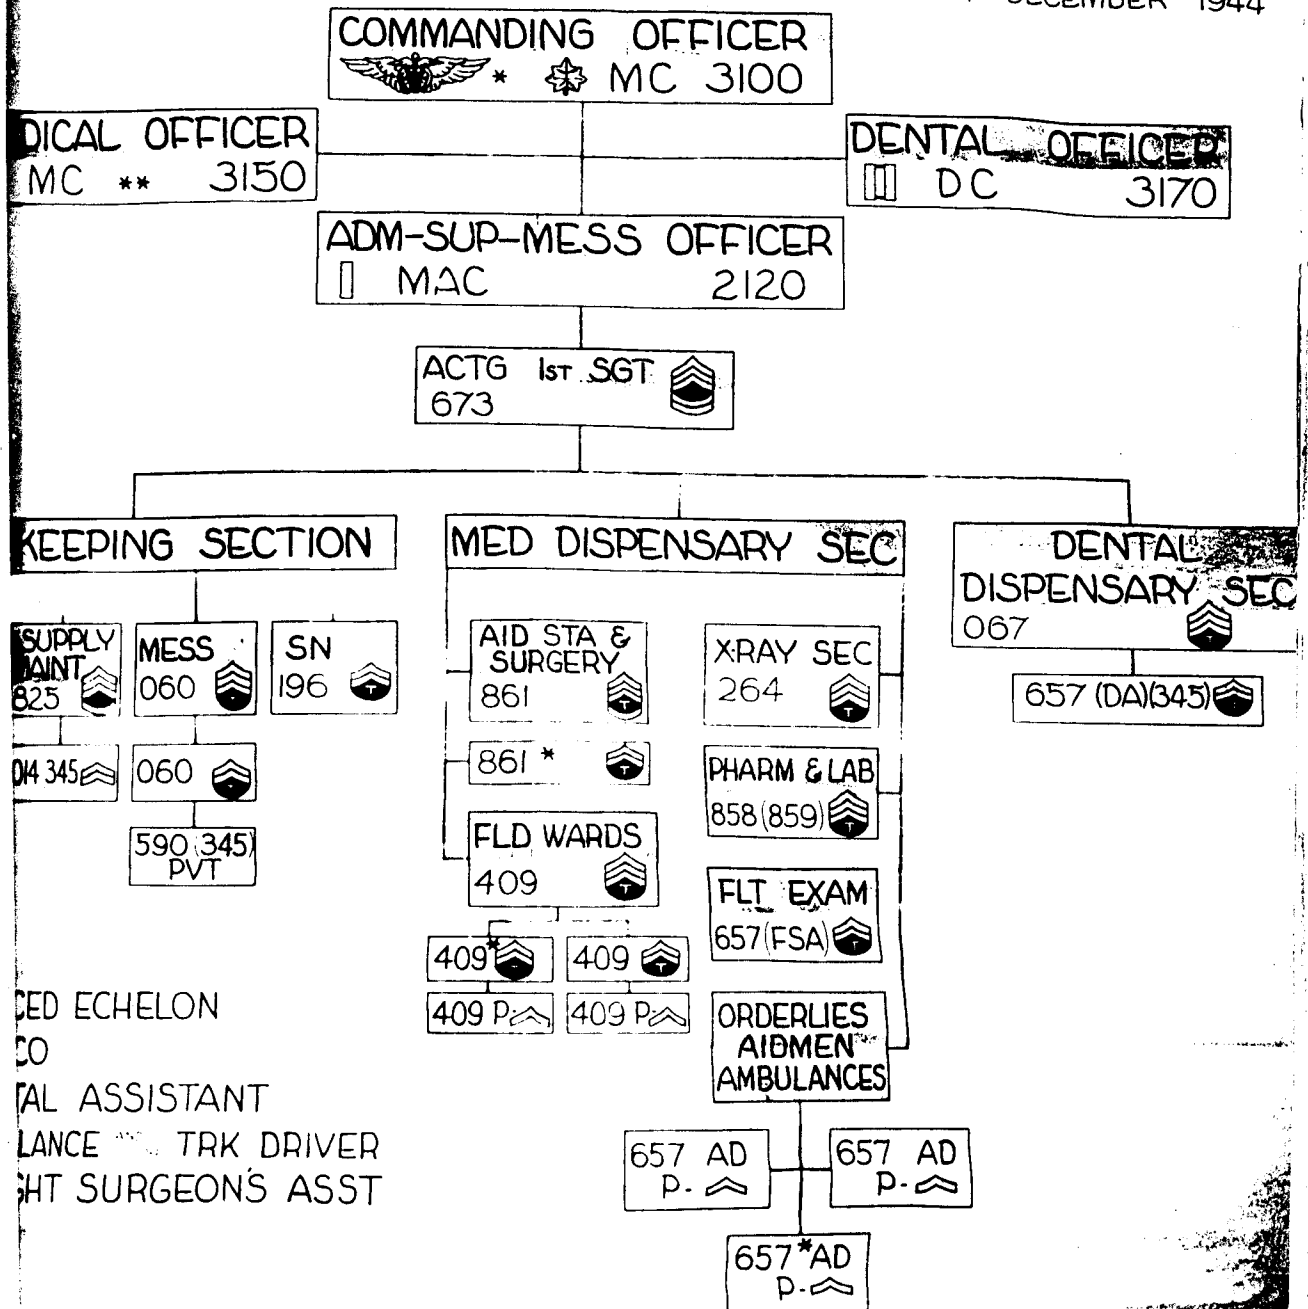 DECEMBER 1944
COMMANDING OFFICER
* MC 3100
DICAL OFFICER
MC ** 3150
DENTAL OFFICER
DC 3170
ADM-SUP-MESS OFFICER
MAC 2120
ACTG 1ST SGT
673
KEEPING SECTION
MED DISPENSARY SEC
DENTAL
DISPENSARY SEC
067
657 (DA)(345)
SUPPLY
MAINT
825
MESS
060
SN
196
014 345
060
590 (345)
PVT
AID STA &
SURGERY
861
861 *
FLD WARDS
409
409*
409
409 P-
409 P-
X-RAY SEC
264
PHARM & LAB
858 (859)
FLT EXAM
657 (FSA)
ORDERLIES
AIDMEN
AMBULANCES
657 AD
P-
657 AD
P-
657*AD
P-
CED ECHELON
CO
TAL ASSISTANT
LANCE TRK DRIVER
GHT SURGEON'S ASST